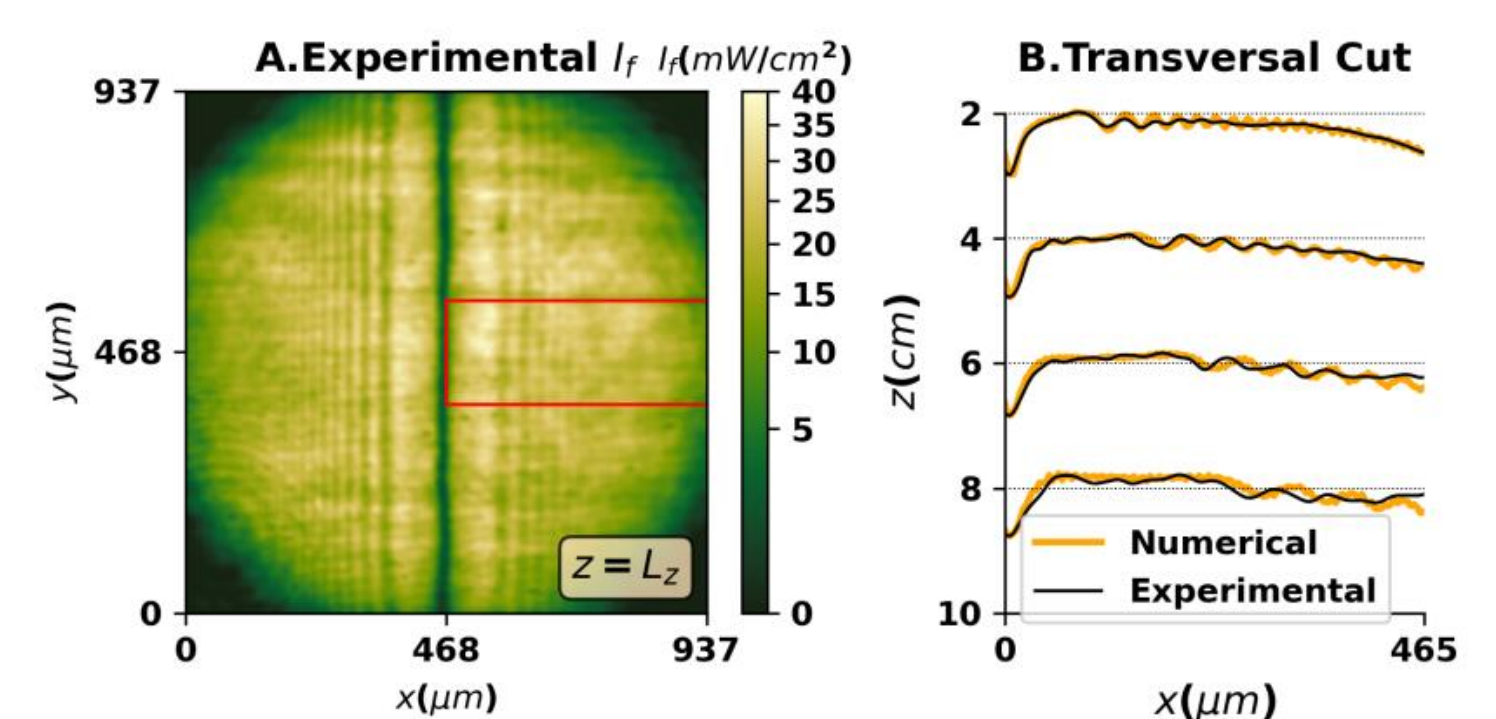 A.Experimental I_f I_f(mW/cm²)
937
468
0
y(μm)
0 468 937
x(μm)
z = L_z
40
35
30
25
20
15
10
5
0
B.Transversal Cut
2
4
6
8
10
z(cm)
Numerical
Experimental
0 465
x(μm)